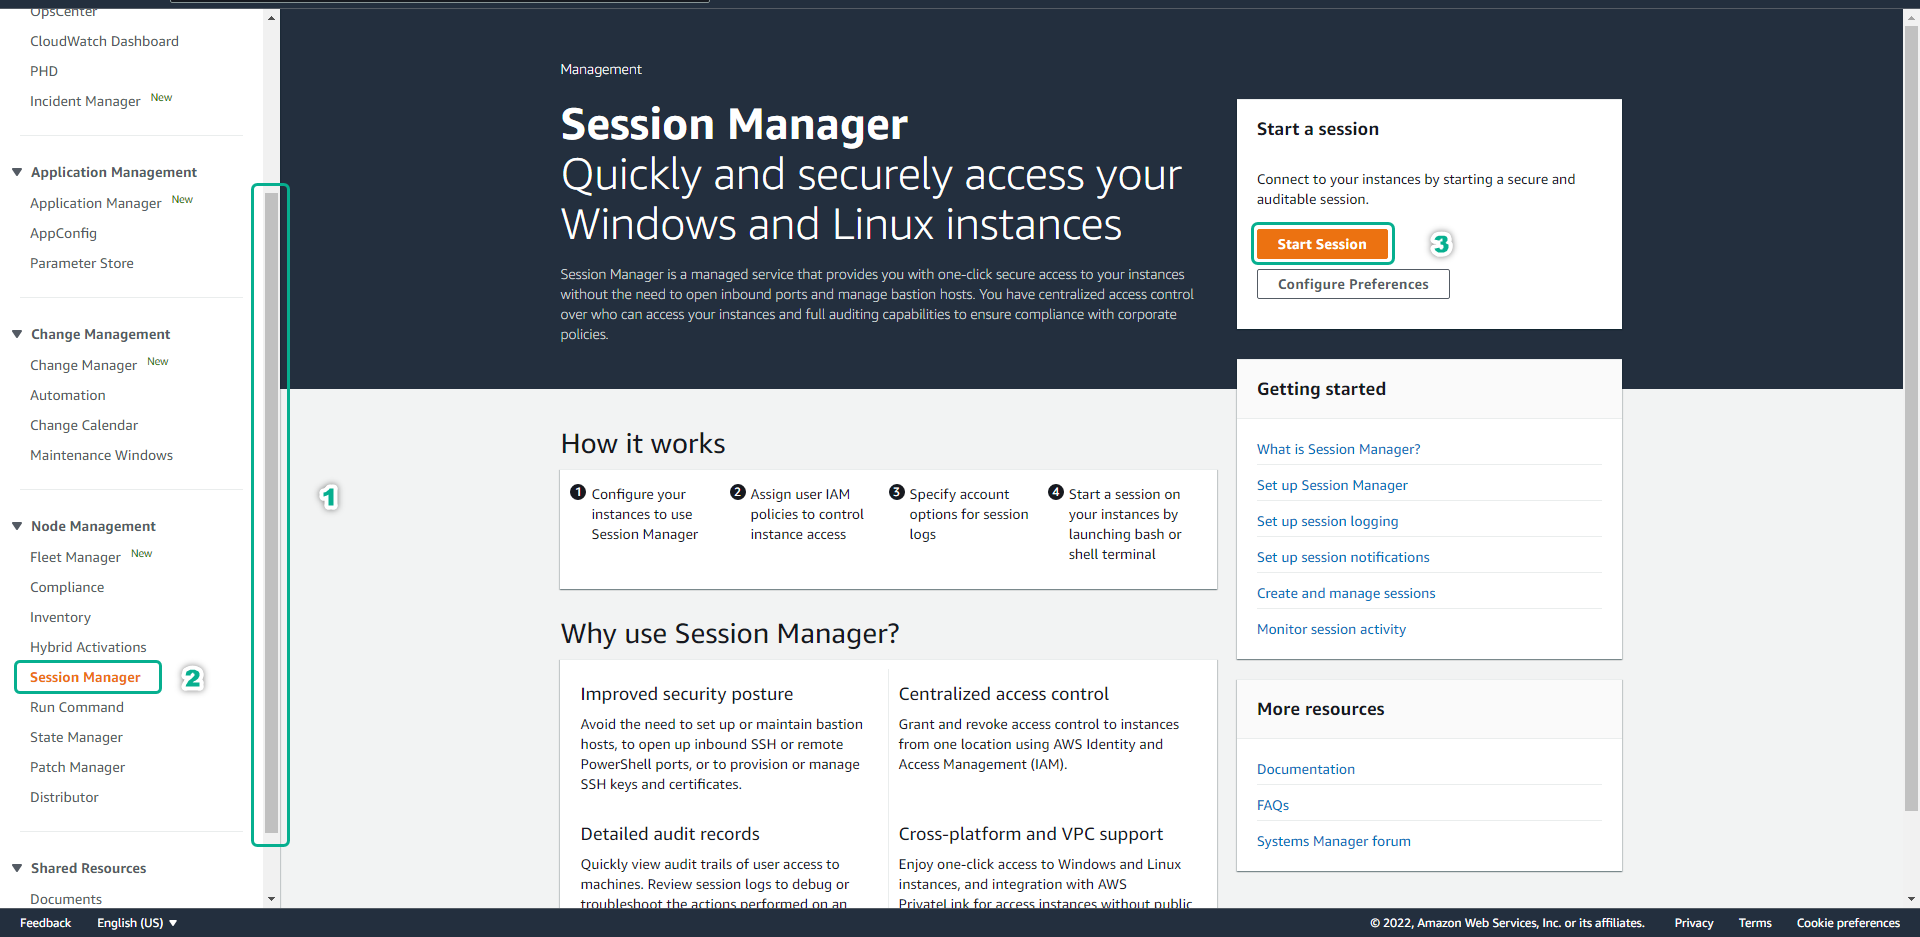 OpsCenter
CloudWatch Dashboard
PHD
Incident Manager New
Application Management
Application Manager New
AppConfig
Parameter Store
Change Management
Change Manager New
Automation
Change Calendar
Maintenance Windows
1
Node Management
Fleet Manager New
Compliance
Inventory
Hybrid Activations
Session Manager
2
Run Command
State Manager
Patch Manager
Distributor
Shared Resources
Documents
Management
Session Manager
Quickly and securely access your
Windows and Linux instances
Session Manager is a managed service that provides you with one-click secure access to your instances
without the need to open inbound ports and manage bastion hosts. You have centralized access control
over who can access your instances and full auditing capabilities to ensure compliance with corporate
policies.
Start a session
Connect to your instances by starting a secure and
auditable session.
Start Session
3
Configure Preferences
How it works
1 Configure your
instances to use
Session Manager
2 Assign user IAM
policies to control
instance access
3 Specify account
options for session
logs
4 Start a session on
your instances by
launching bash or
shell terminal
Why use Session Manager?
Improved security posture
Avoid the need to set up or maintain bastion
hosts, to open up inbound SSH or remote
PowerShell ports, or to provision or manage
SSH keys and certificates.
Centralized access control
Grant and revoke access control to instances
from one location using AWS Identity and
Access Management (IAM).
Detailed audit records
Quickly view audit trails of user access to
machines. Review session logs to debug or
troubleshoot the actions performed on an
Cross-platform and VPC support
Enjoy one-click access to Windows and Linux
instances, and integration with AWS
PrivateLink for access instances without public
Getting started
What is Session Manager?
Set up Session Manager
Set up session logging
Set up session notifications
Create and manage sessions
Monitor session activity
More resources
Documentation
FAQs
Systems Manager forum
Feedback English (US)
© 2022, Amazon Web Services, Inc. or its affiliates. Privacy Terms Cookie preferences